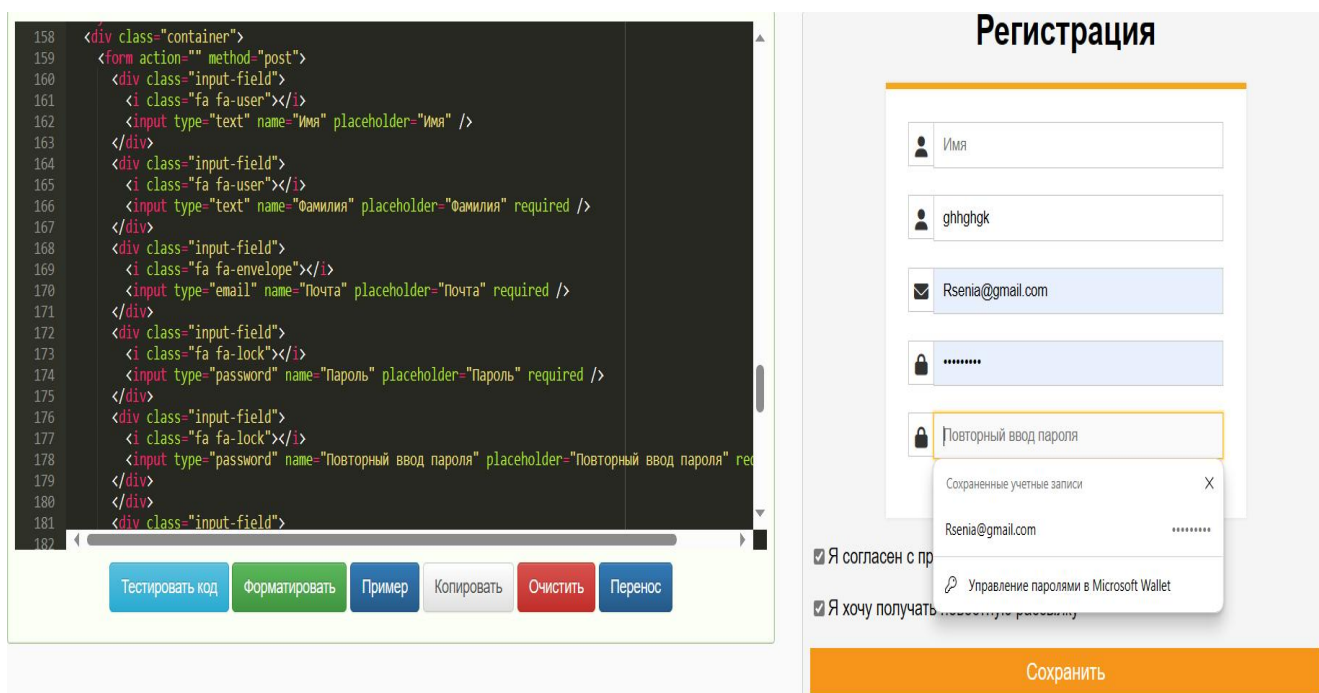 158 <div class="container">
159 <form action="" method="post">
160 <div class="input-field">
161 <i class="fa fa-user"></i>
162 <input type="text" name="Имя" placeholder="Имя" />
163 </div>
164 <div class="input-field">
165 <i class="fa fa-user"></i>
166 <input type="text" name="Фамилия" placeholder="Фамилия" required />
167 </div>
168 <div class="input-field">
169 <i class="fa fa-envelope"></i>
170 <input type="email" name="Почта" placeholder="Почта" required />
171 </div>
172 <div class="input-field">
173 <i class="fa fa-lock"></i>
174 <input type="password" name="Пароль" placeholder="Пароль" required />
175 </div>
176 <div class="input-field">
177 <i class="fa fa-lock"></i>
178 <input type="password" name="Повторный ввод пароля" placeholder="Повторный ввод пароля" rec
179 </div>
180 </div>
181 <div class="input-field">
182
Тестировать код
Форматировать
Пример
Копировать
Очистить
Перенос
Регистрация
Имя
ghhghgk
Rsenia@gmail.com
•••••••••
Повторный ввод пароля
Сохраненные учетные записи X
Rsenia@gmail.com •••••••••
Управление паролями в Microsoft Wallet
Я согласен с пр
Я хочу получать
Сохранить